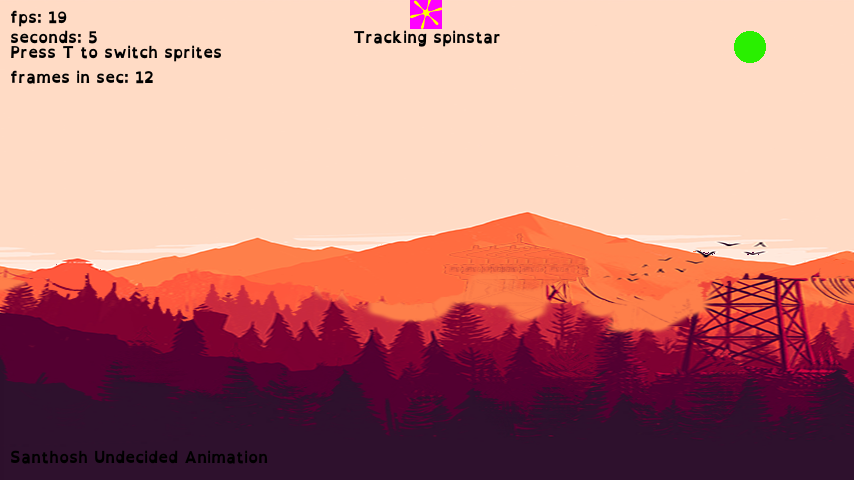 fps: 19
seconds: 5
Press T to switch sprites
frames in sec: 12
Tracking spinstar
Santhosh Undecided Animation